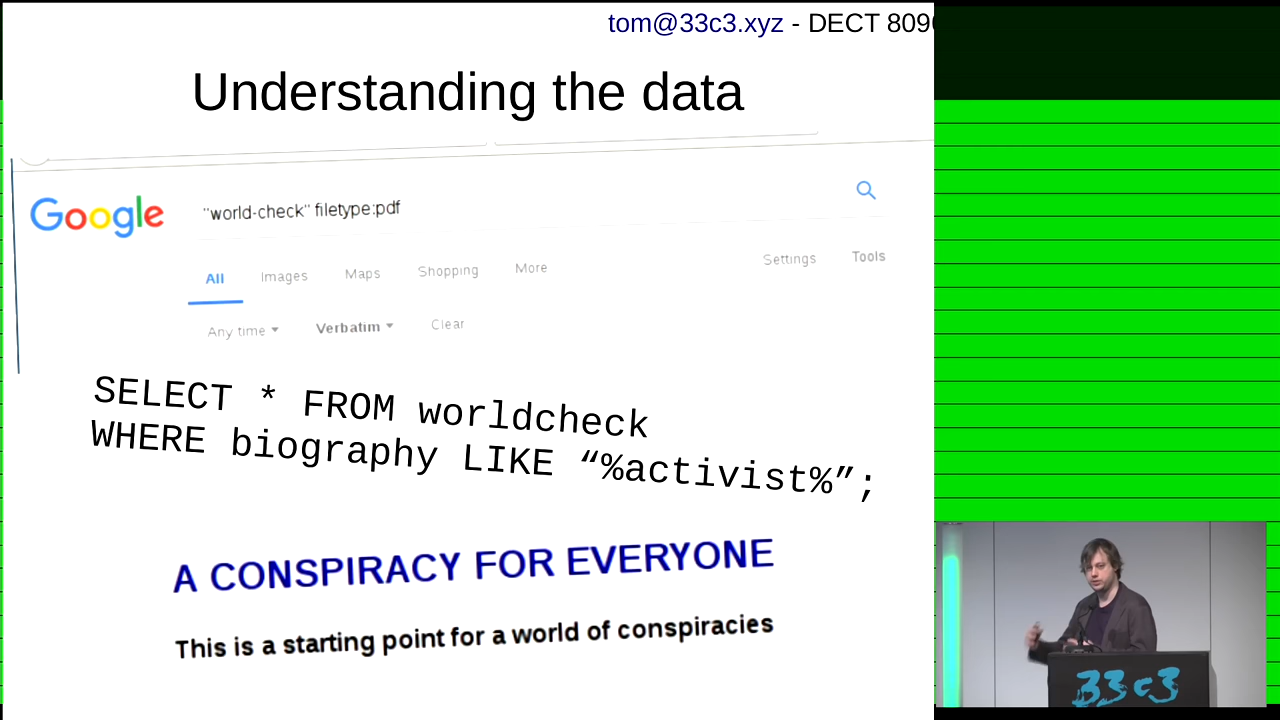 tom@33c3.xyz - DECT 8090
Understanding the data
Google
"world-check" filetype:pdf
All Images Maps Shopping More Settings Tools
Any time Verbatim Clear
SELECT * FROM worldcheck
WHERE biography LIKE “%activist%”;
A CONSPIRACY FOR EVERYONE
This is a starting point for a world of conspiracies
33c3